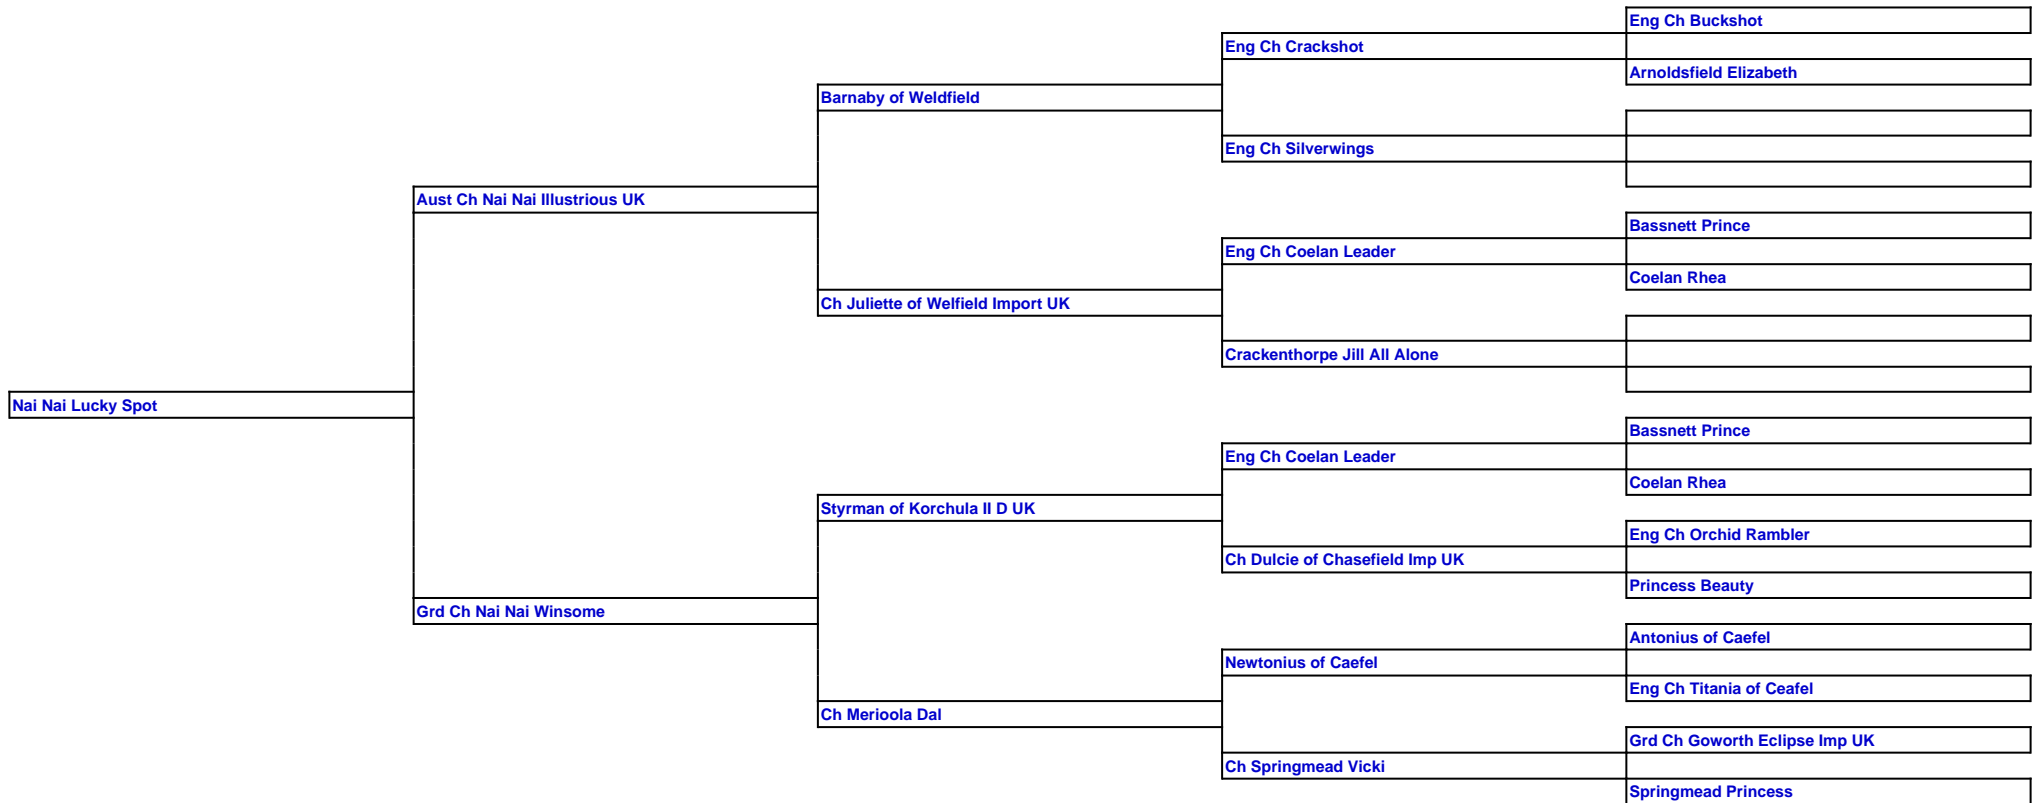 Eng Ch Buckshot
Eng Ch Crackshot
Arnoldsfield Elizabeth
Barnaby of Weldfield
Eng Ch Silverwings
Aust Ch Nai Nai Illustrious UK
Bassnett Prince
Eng Ch Coelan Leader
Coelan Rhea
Ch Juliette of Welfield Import UK
Crackenthorpe Jill All Alone
Nai Nai Lucky Spot
Bassnett Prince
Eng Ch Coelan Leader
Coelan Rhea
Styrman of Korchula II D UK
Eng Ch Orchid Rambler
Ch Dulcie of Chasefield Imp UK
Princess Beauty
Grd Ch Nai Nai Winsome
Antonius of Caefel
Newtonius of Caefel
Eng Ch Titania of Ceafel
Ch Merioola Dal
Grd Ch Goworth Eclipse Imp UK
Ch Springmead Vicki
Springmead Princess